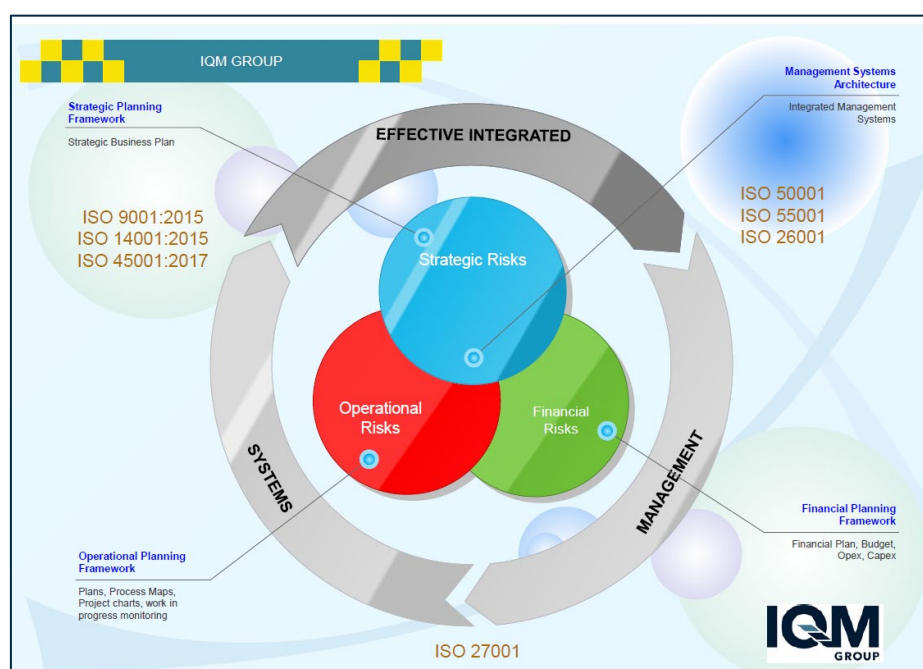 IQM GROUP
Strategic Planning
Framework
Strategic Business Plan
Management Systems
Architecture
Integrated Management
Systems
EFFECTIVE INTEGRATED
ISO 9001:2015
ISO 14001:2015
ISO 45001:2017
ISO 50001
ISO 55001
ISO 26001
Strategic Risks
Operational
Risks
Financial
Risks
SYSTEMS
MANAGEMENT
Operational Planning
Framework
Plans, Process Maps,
Project charts, work in
progress monitoring
Financial Planning
Framework
Financial Plan, Budget,
Opex, Capex
ISO 27001
IQM
GROUP